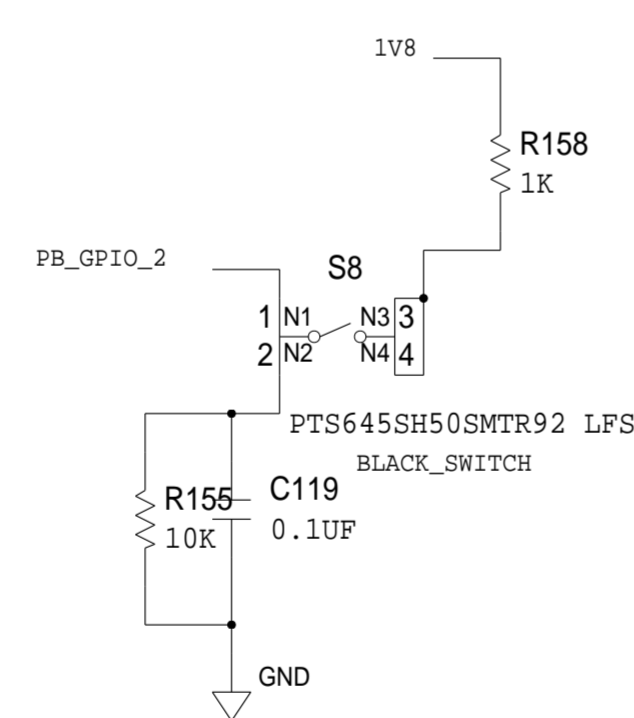 1V8
R158
1K
PB_GPIO_2
S8
1 N1 N3 3
2 N2 N4 4
PTS645SH50SMTR92 LFS
BLACK_SWITCH
R155 C119
10K 0.1UF
GND